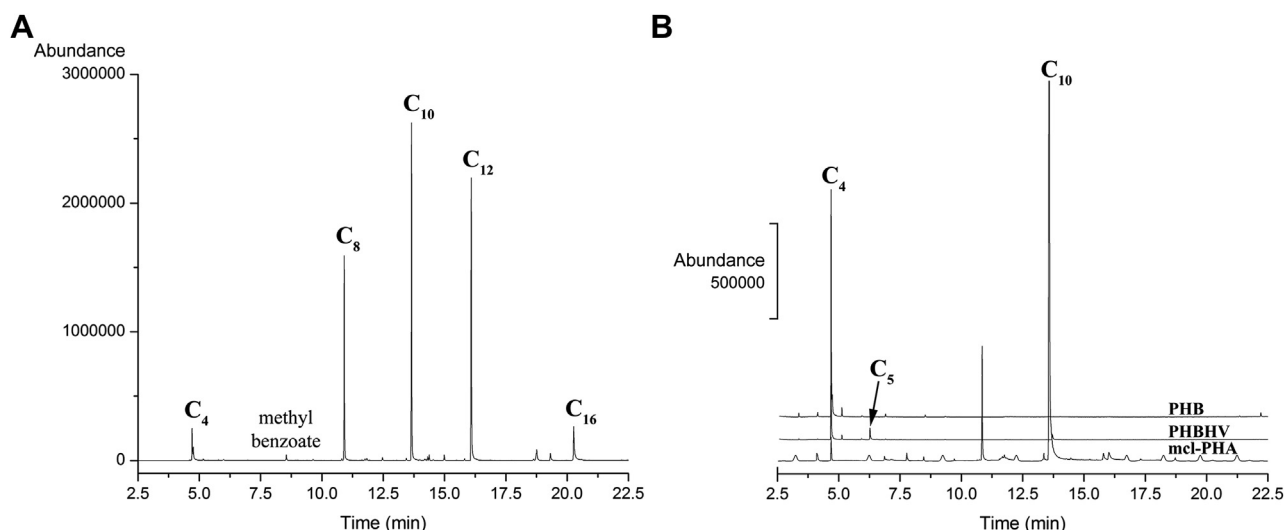 A
Abundance
3000000
2000000
1000000
0
C4
methyl
benzoate
C8
C10
C12
C16
2.5 5.0 7.5 10.0 12.5 15.0 17.5 20.0 22.5
Time (min)
B
C10
C4
Abundance
500000
C5
PHB
PHBHV
mcl-PHA
2.5 5.0 7.5 10.0 12.5 15.0 17.5 20.0 22.5
Time (min)